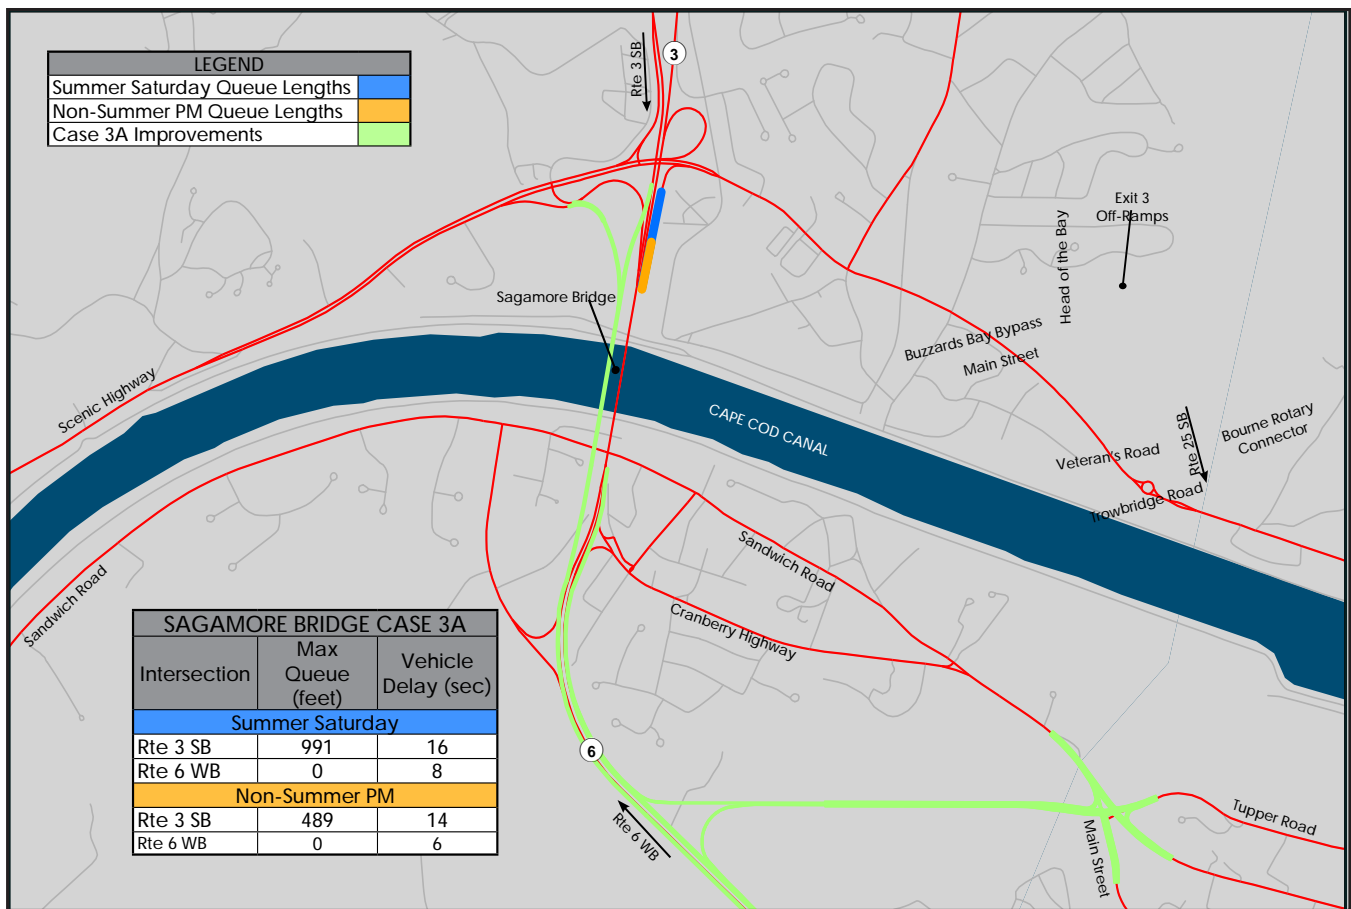 LEGEND
Summer Saturday Queue Lengths
Non-Summer PM Queue Lengths
Case 3A Improvements
Rte 3 SB
3
Exit 3
Off-Ramps
Head of the Bay
Sagamore Bridge
Buzzards Bay Bypass
Main Street
Scenic Highway
CAPE COD CANAL
Rte 25 SB
Bourne Rotary
Connector
Veteran's Road
Trowbridge Road
Sandwich Road
Sandwich Road
Cranberry Highway
SAGAMORE BRIDGE CASE 3A
Intersection
Max
Queue
(feet)
Vehicle
Delay (sec)
Summer Saturday
Rte 3 SB 991 16
Rte 6 WB 0 8
Non-Summer PM
Rte 3 SB 489 14
Rte 6 WB 0 6
6
Rte 6 WB
Main Street
Tupper Road